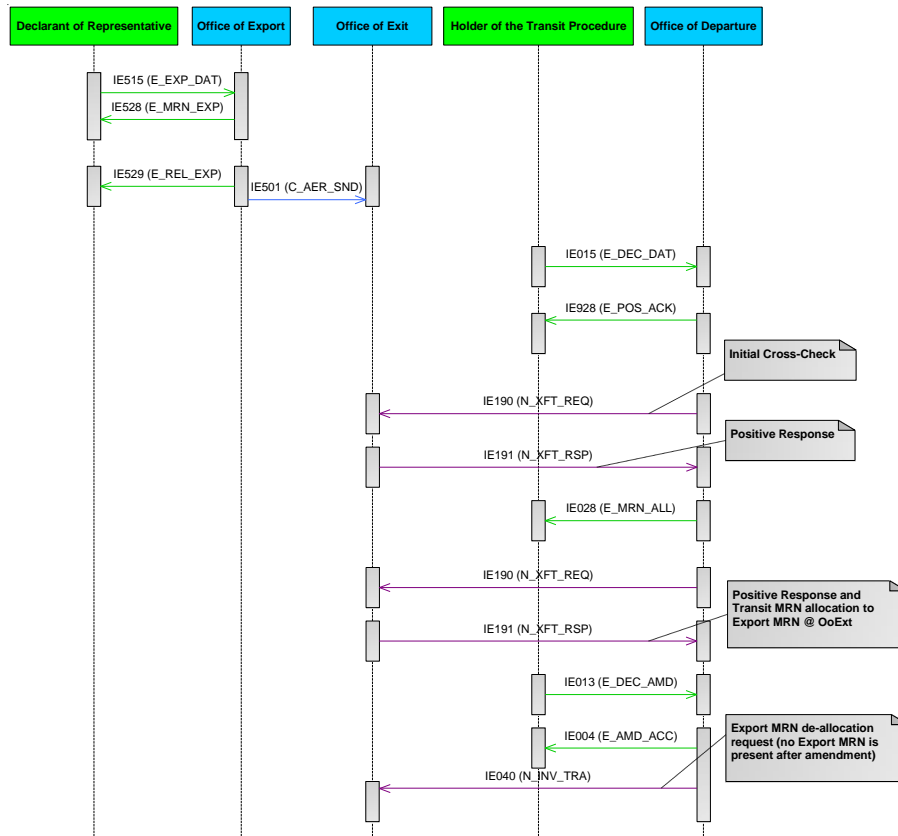 Declarant of Representative
Office of Export
Office of Exit
Holder of the Transit Procedure
Office of Departure
IE515 (E_EXP_DAT)
IE528 (E_MRN_EXP)
IE529 (E_REL_EXP)
IE501 (C_AER_SND)
IE015 (E_DEC_DAT)
IE928 (E_POS_ACK)
Initial Cross-Check
IE190 (N_XFT_REQ)
Positive Response
IE191 (N_XFT_RSP)
IE028 (E_MRN_ALL)
IE190 (N_XFT_REQ)
Positive Response and
Transit MRN allocation to
Export MRN @ OoExt
IE191 (N_XFT_RSP)
IE013 (E_DEC_AMD)
Export MRN de-allocation
request (no Export MRN is
present after amendment)
IE004 (E_AMD_ACC)
IE040 (N_INV_TRA)